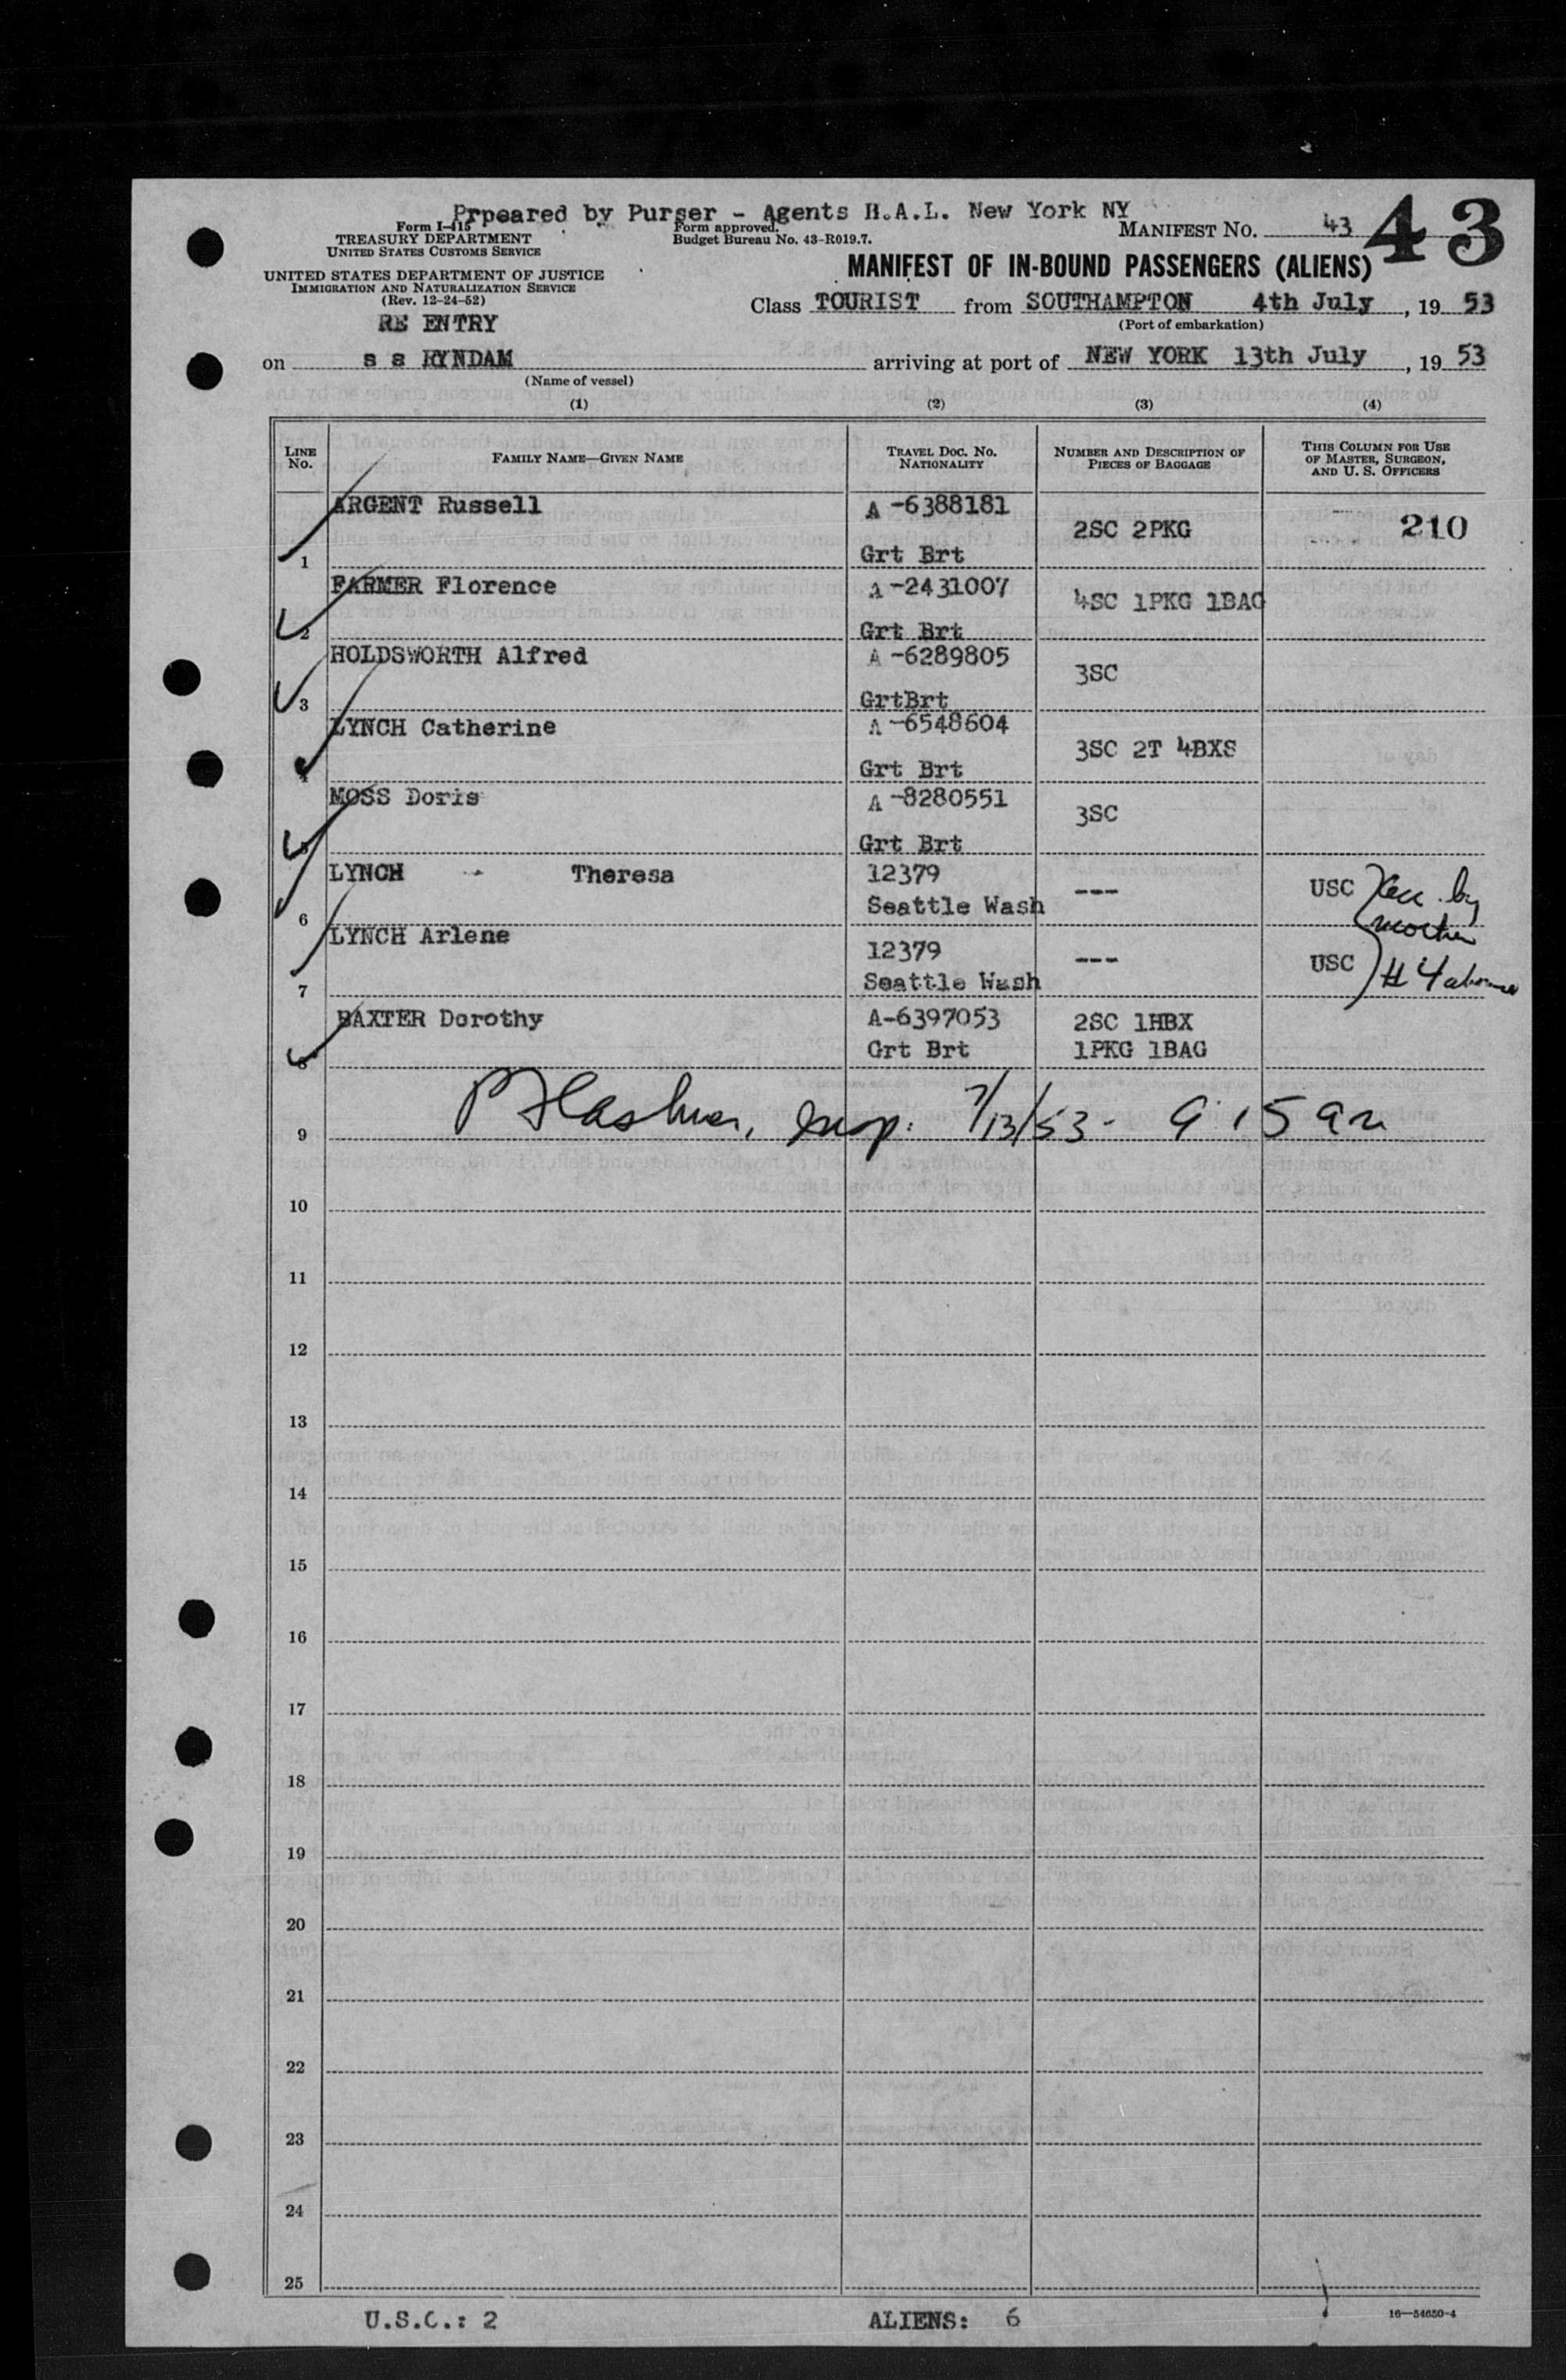 Prpeared by Purser - Agents H.A.L. New York NY
Form I-415
TREASURY DEPARTMENT
UNITED STATES CUSTOMS SERVICE
Form approved.
Budget Bureau No. 43-R019.7.
MANIFEST No. 43
43
UNITED STATES DEPARTMENT OF JUSTICE
IMMIGRATION AND NATURALIZATION SERVICE
(Rev. 12-24-52)
MANIFEST OF IN-BOUND PASSENGERS (ALIENS)
RE ENTRY
Class TOURIST from SOUTHAMPTON 4th July, 1953
(Port of embarkation)
on s s RYNDAM arriving at port of NEW YORK 13th July, 1953
(Name of vessel)
(1) (2) (3) (4)
LINE No.
FAMILY NAME—GIVEN NAME
TRAVEL DOC. NO. NATIONALITY
NUMBER AND DESCRIPTION OF PIECES OF BAGGAGE
THIS COLUMN FOR USE OF MASTER, SURGEON, AND U. S. OFFICERS
1 ARGENT Russell A -6388181 Grt Brt 2SC 2PKG 210
2 FARMER Florence A -2431007 Grt Brt 4SC 1PKG 1BAG
3 HOLDSWORTH Alfred A -6289805 GrtBrt 3SC
4 LYNCH Catherine A -6548604 Grt Brt 3SC 2T 4BXS
5 MOSS Doris A -8280551 Grt Brt 3SC
6 LYNCH - Theresa 12379 Seattle Wash --- USC
7 LYNCH Arlene 12379 Seattle Wash --- USC
by mother
#4 above
8 BAXTER Dorothy A-6397053 Grt Brt 2SC 1HBX 1PKG 1BAG
9 Insp. 7/13/53 - 9 15 am
10
11
12
13
14
15
16
17
18
19
20
21
22
23
24
25
U.S.C.: 2 ALIENS: 6
16—54650-4